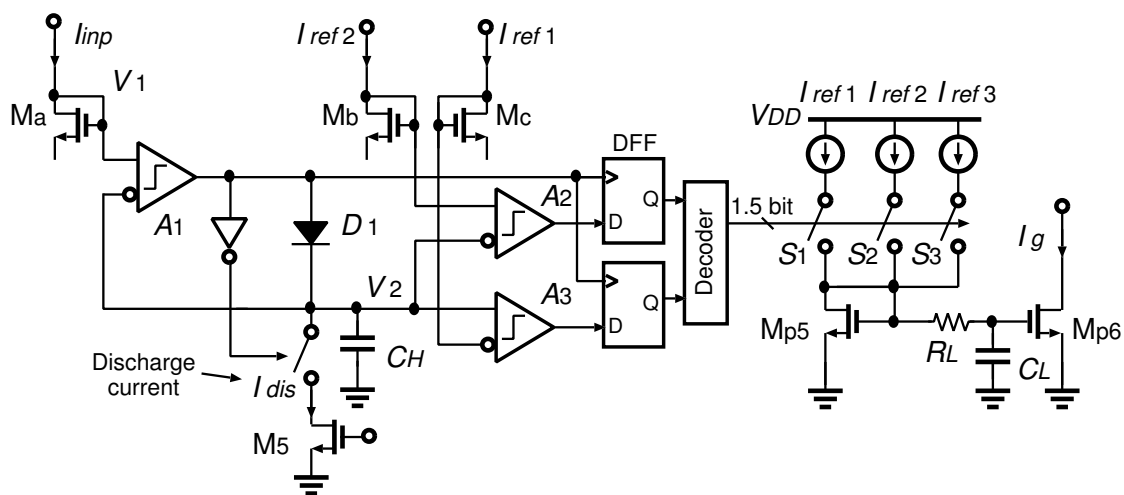 Iinp
V1
Ma
A1
Iref2
Iref1
Mb
Mc
D1
V2
A2
A3
DFF
Q
D
Q
D
Decoder
1.5 bit
Iref1 Iref2 Iref3
VDD
S1 S2 S3
Ig
Mp5
RL
CL
Mp6
CH
Discharge
current
Idis
M5